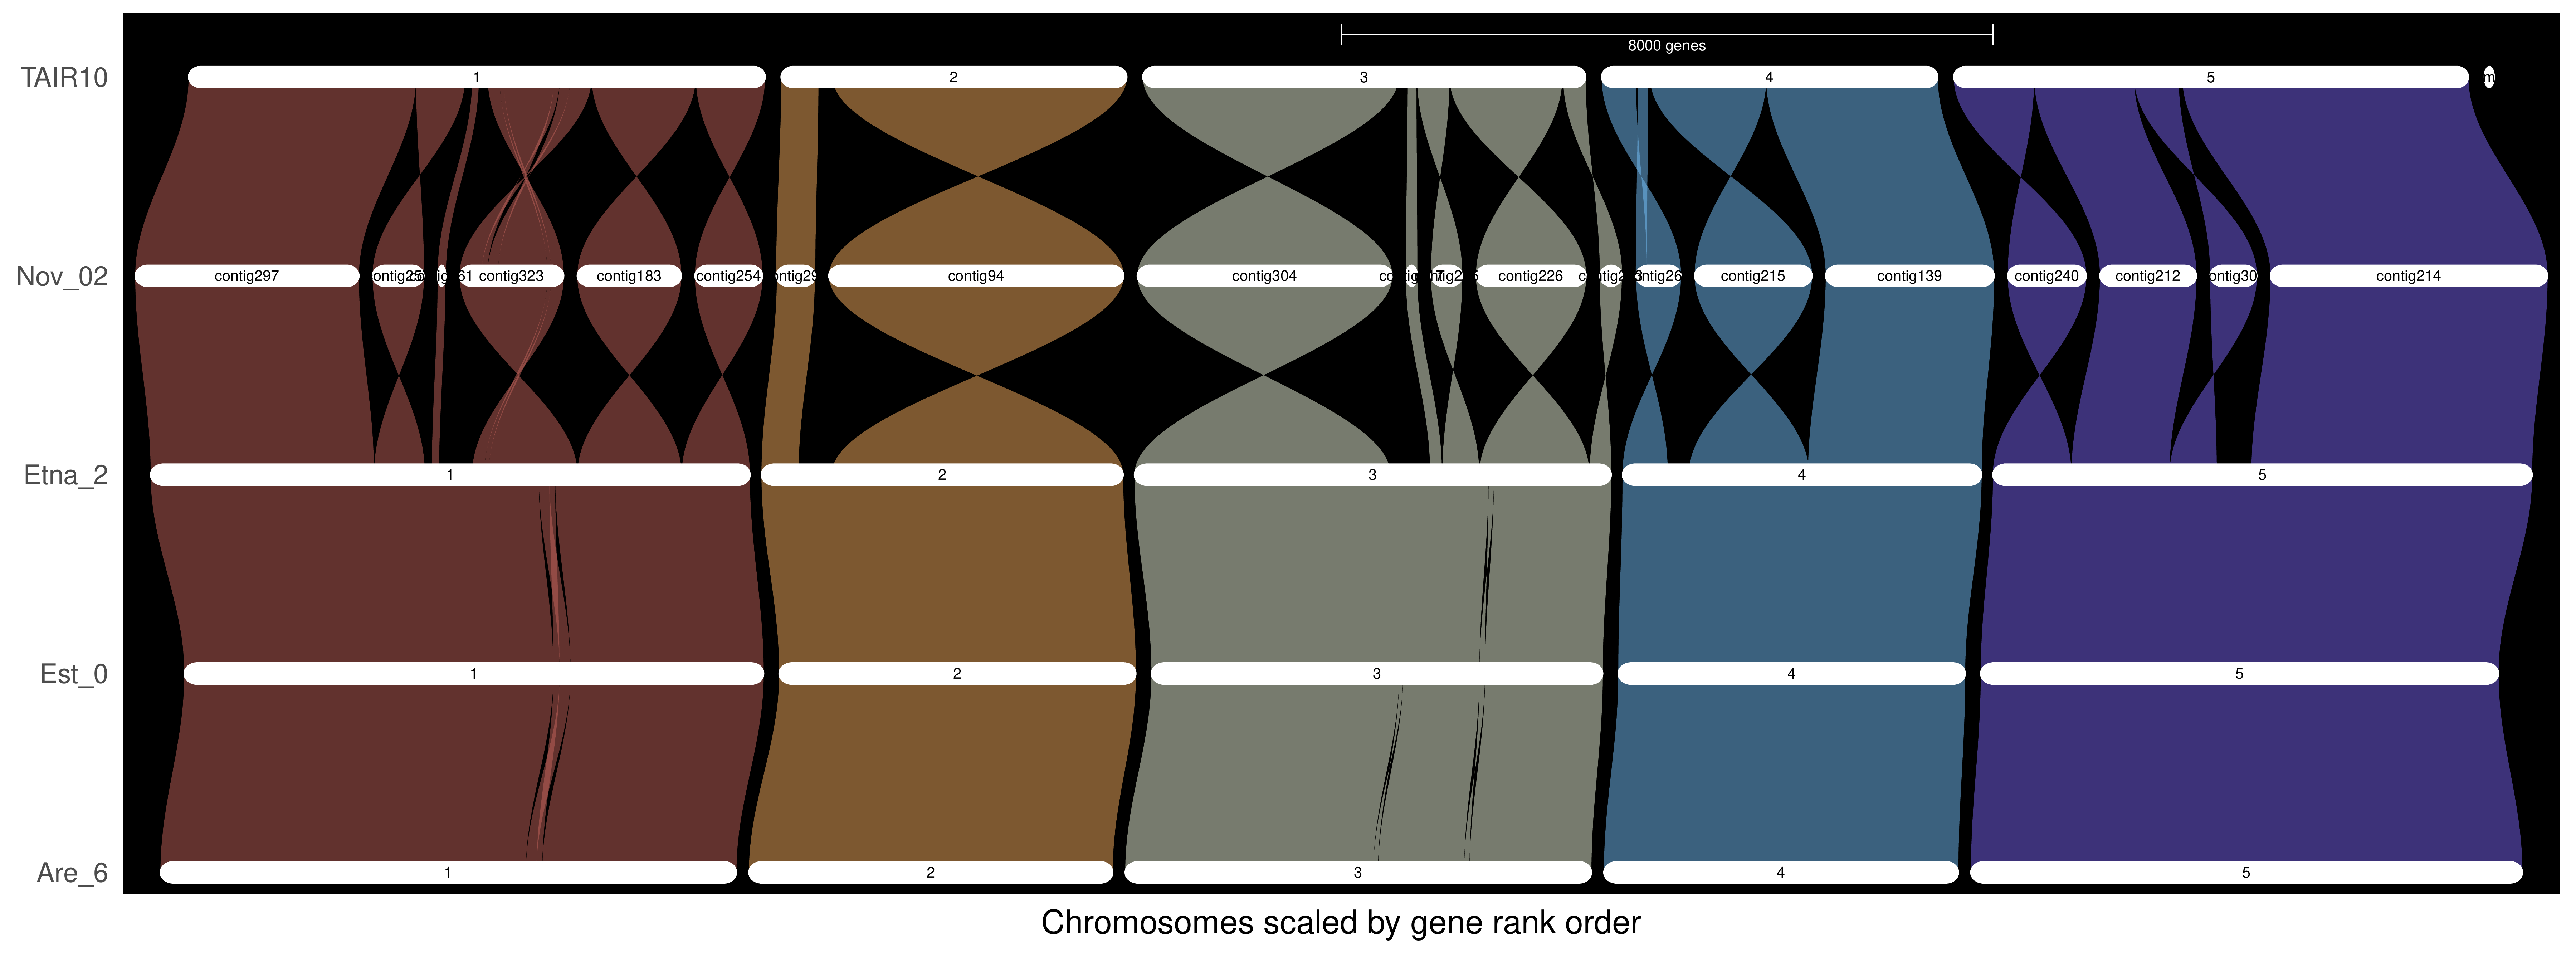 8000 genes
TAIR10 1 2 3 4 5
Nov_02 contig297 contig323 contig183 contig254 contig94 contig304 contig226 contig215 contig139 contig240 contig212 contig214
Etna_2 1 2 3 4 5
Est_0 1 2 3 4 5
Are_6 1 2 3 4 5
Chromosomes scaled by gene rank order